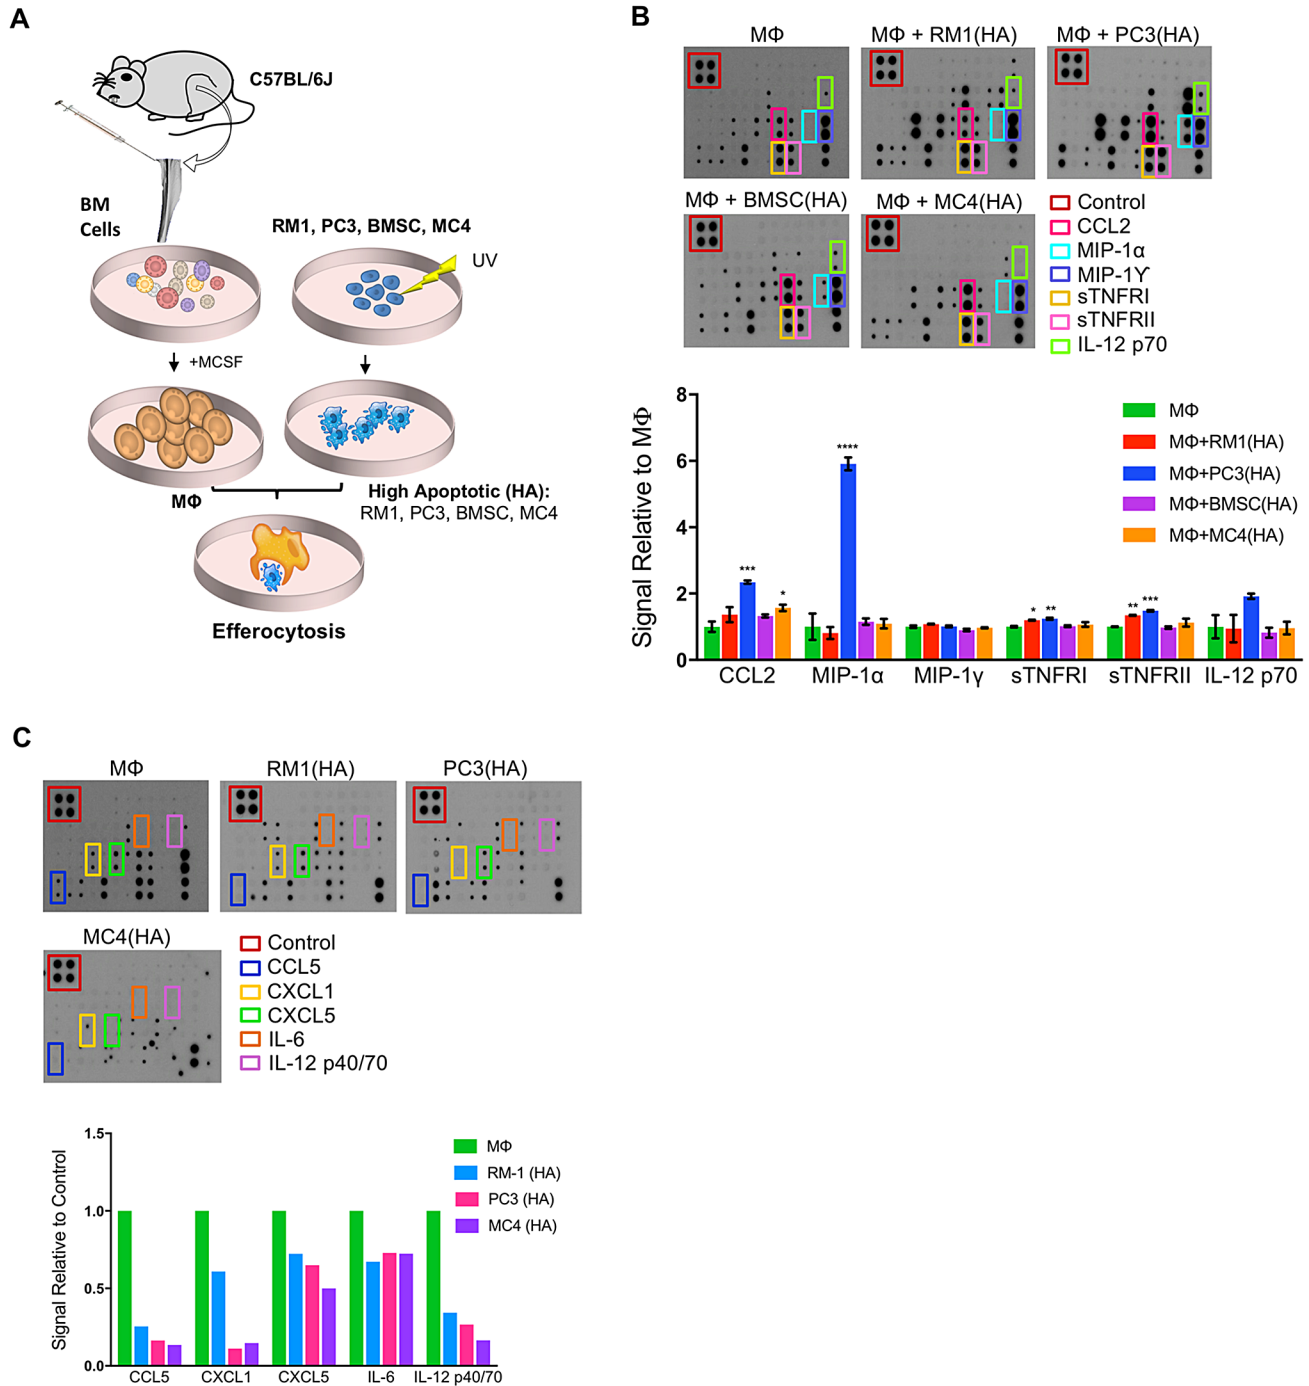 A
C57BL/6J
BM
Cells
RM1, PC3, BMSC, MC4
UV
+MCSF
MΦ
High Apoptotic (HA):
RM1, PC3, BMSC, MC4
Efferocytosis
B
MΦ
MΦ + RM1(HA)
MΦ + PC3(HA)
MΦ + BMSC(HA)
MΦ + MC4(HA)
Control
CCL2
MIP-1α
MIP-1ϒ
sTNFRI
sTNFRII
IL-12 p70
Signal Relative to MΦ
8
6
4
2
0
MΦ
MΦ+RM1(HA)
MΦ+PC3(HA)
MΦ+BMSC(HA)
MΦ+MC4(HA)
***
*
****
*
**
**
***
CCL2
MIP-1α
MIP-1γ
sTNFRI
sTNFRII
IL-12 p70
C
MΦ
RM1(HA)
PC3(HA)
MC4(HA)
Control
CCL5
CXCL1
CXCL5
IL-6
IL-12 p40/70
Signal Relative to Control
1.5
1.0
0.5
0.0
MΦ
RM-1 (HA)
PC3 (HA)
MC4 (HA)
CCL5
CXCL1
CXCL5
IL-6
IL-12 p40/70